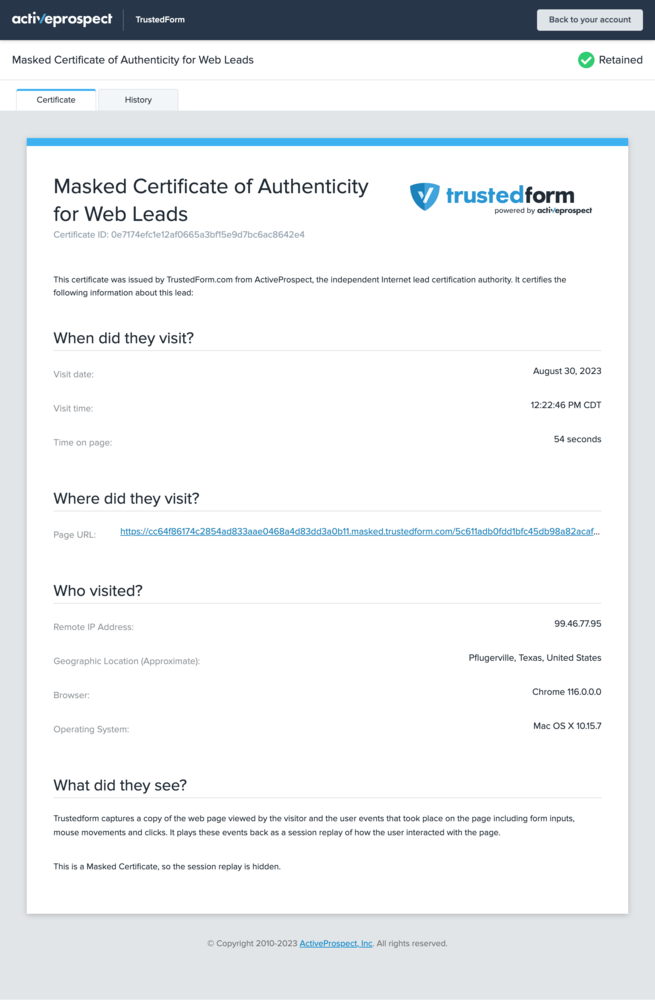 activeprospect TrustedForm Back to your account
Masked Certificate of Authenticity for Web Leads Retained
Certificate History
Masked Certificate of Authenticity
for Web Leads
trustedform
powered by activeprospect
Certificate ID: 0e7174efc1e12af0665a3bf15e9d7bc6ac8642e4
This certificate was issued by TrustedForm.com from ActiveProspect, the independent Internet lead certification authority. It certifies the
following information about this lead:
When did they visit?
Visit date: August 30, 2023
Visit time: 12:22:46 PM CDT
Time on page: 54 seconds
Where did they visit?
Page URL: https://cc64f86174c2854ad833aae0468a4d83dd3a0b11.masked.trustedform.com/5c611adb0fdd1bfc45db98a82acaf...
Who visited?
Remote IP Address: 99.46.77.95
Geographic Location (Approximate): Pflugerville, Texas, United States
Browser: Chrome 116.0.0.0
Operating System: Mac OS X 10.15.7
What did they see?
Trustedform captures a copy of the web page viewed by the visitor and the user events that took place on the page including form inputs,
mouse movements and clicks. It plays these events back as a session replay of how the user interacted with the page.
This is a Masked Certificate, so the session replay is hidden.
© Copyright 2010-2023 ActiveProspect, Inc. All rights reserved.